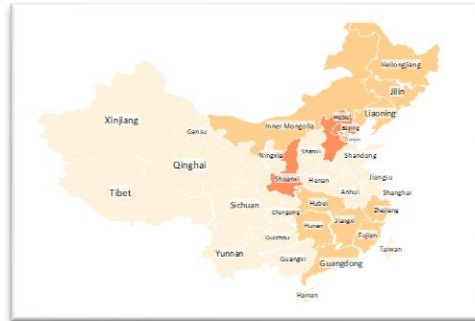 Heilongjiang
Jilin
Xinjiang
Liaoning
Hebei
Beijing
Gansu
Inner Mongolia
Tianjin
Ningxia
Shanxi
Shandong
Qinghai
Shaanxi
Henan
Jiangsu
Tibet
Anhui
Shanghai
Sichuan
Hubei
Chongqing
Zhejiang
Hunan
Jiangxi
Guizhou
Fujian
Yunnan
Taiwan
Guangxi
Guangdong
Hainan